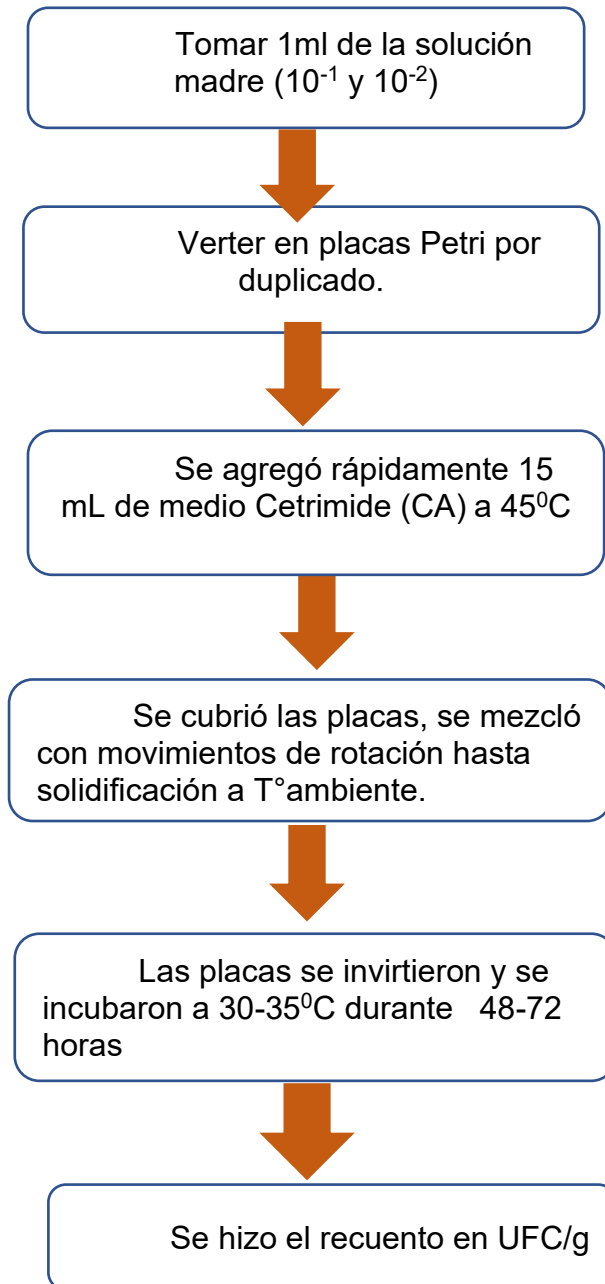 Tomar 1ml de la solución
madre (10⁻¹ y 10⁻²)
Verter en placas Petri por
duplicado.
Se agregó rápidamente 15
mL de medio Cetrimide (CA) a 45⁰C
Se cubrió las placas, se mezcló
con movimientos de rotación hasta
solidificación a T°ambiente.
Las placas se invirtieron y se
incubaron a 30-35⁰C durante 48-72
horas
Se hizo el recuento en UFC/g